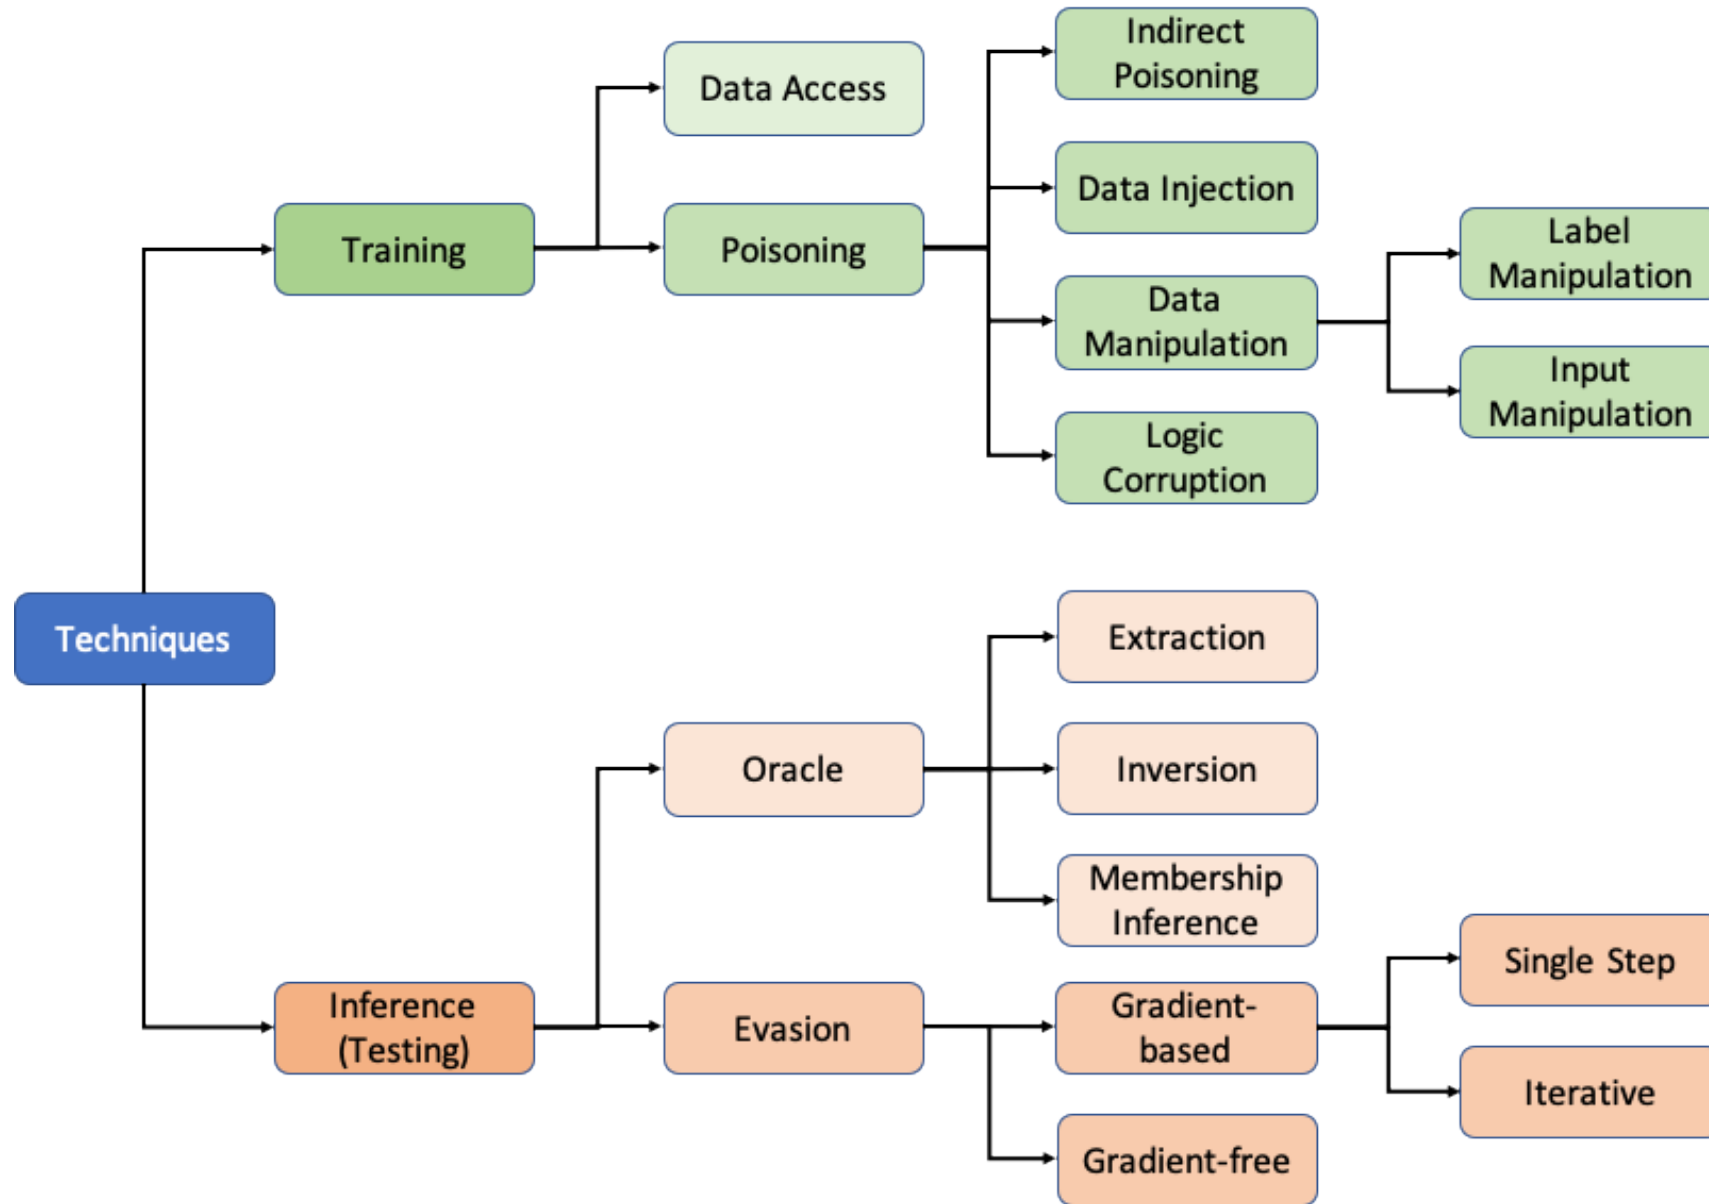 Indirect
Poisoning
Data Access
Data Injection
Label
Manipulation
Training
Poisoning
Data
Manipulation
Input
Manipulation
Logic
Corruption
Techniques
Extraction
Oracle
Inversion
Membership
Inference
Single Step
Inference
(Testing)
Evasion
Gradient-
based
Iterative
Gradient-free